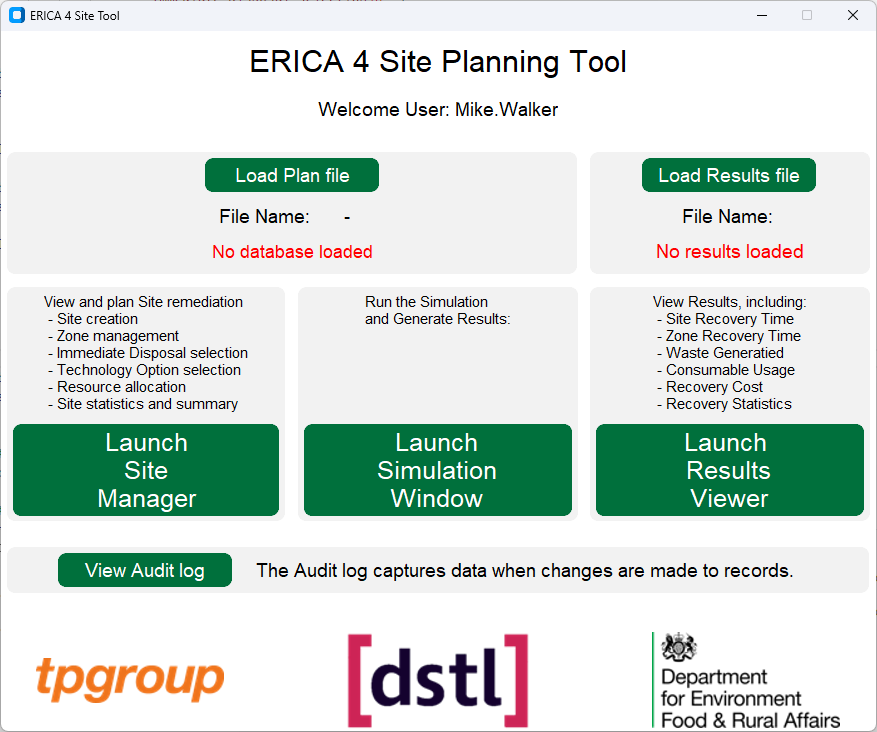 ERICA 4 Site Tool
ERICA 4 Site Planning Tool
Welcome User: Mike.Walker
Load Plan file
File Name: -
No database loaded
Load Results file
File Name:
No results loaded
View and plan Site remediation
- Site creation
- Zone management
- Immediate Disposal selection
- Technology Option selection
- Resource allocation
- Site statistics and summary
Launch
Site
Manager
Run the Simulation
and Generate Results:
Launch
Simulation
Window
View Results, including:
- Site Recovery Time
- Zone Recovery Time
- Waste Generatied
- Consumable Usage
- Recovery Cost
- Recovery Statistics
Launch
Results
Viewer
View Audit log
The Audit log captures data when changes are made to records.
tpgroup
[dstl]
Department
for Environment
Food & Rural Affairs